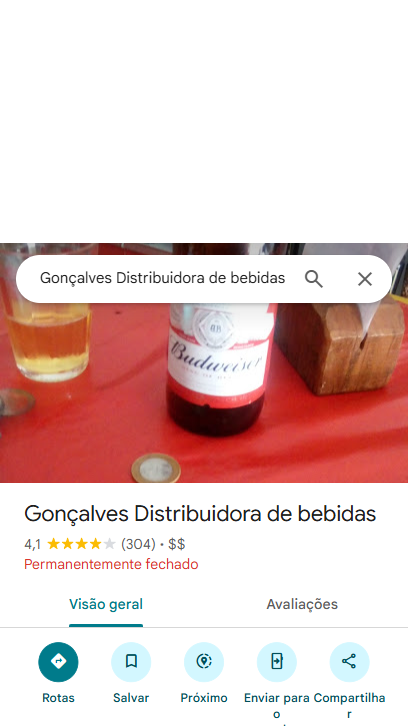 Gonçalves Distribuidora de bebidas
Budweiser
Gonçalves Distribuidora de bebidas
4,1 (304) · $$
Permanentemente fechado
Visão geral Avaliações
Rotas Salvar Próximo Enviar para o Compartilhar